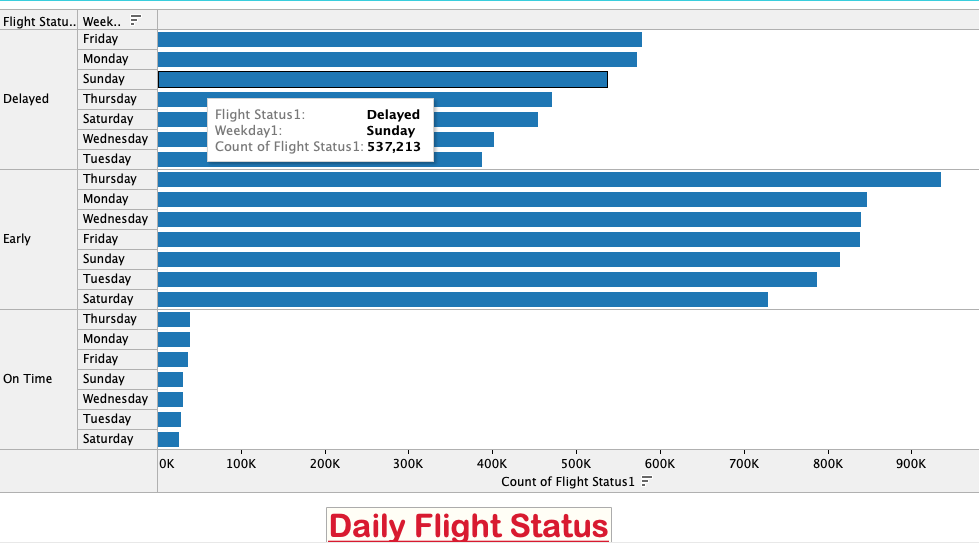 Flight Statu.. Week..
Delayed
Friday
Monday
Sunday
Thursday
Saturday
Wednesday
Tuesday
Flight Status1: Delayed
Weekday1: Sunday
Count of Flight Status1: 537,213
Early
Thursday
Monday
Wednesday
Friday
Sunday
Tuesday
Saturday
On Time
Thursday
Monday
Friday
Sunday
Wednesday
Tuesday
Saturday
0K 100K 200K 300K 400K 500K 600K 700K 800K 900K
Count of Flight Status1
Daily Flight Status